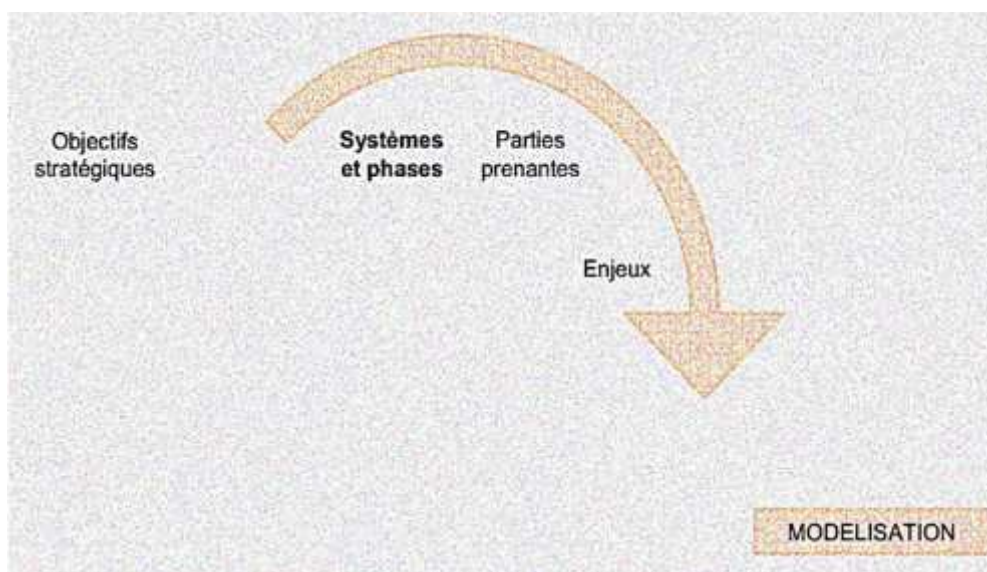 Objectifs
stratégiques
Systèmes
et phases
Parties
prenantes
Enjeux
MODELISATION